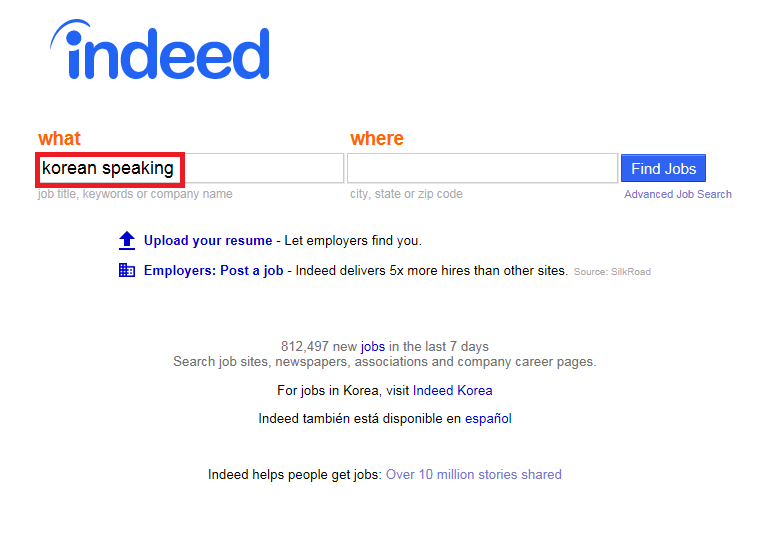 indeed
what where
korean speaking Find Jobs
job title, keywords or company name city, state or zip code Advanced Job Search
Upload your resume - Let employers find you.
Employers: Post a job - Indeed delivers 5x more hires than other sites. Source: SilkRoad
812,497 new jobs in the last 7 days
Search job sites, newspapers, associations and company career pages.
For jobs in Korea, visit Indeed Korea
Indeed también está disponible en español
Indeed helps people get jobs: Over 10 million stories shared